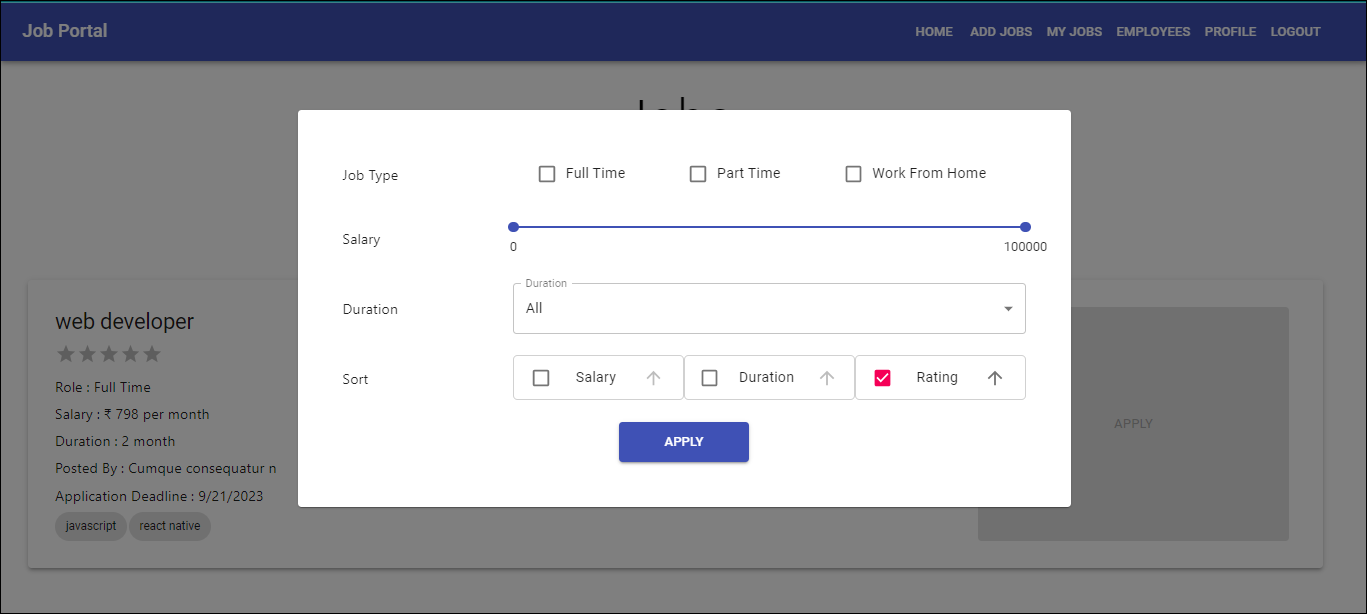 Job Portal
HOME ADD JOBS MY JOBS EMPLOYEES PROFILE LOGOUT
Jobs
Job Type Full Time Part Time Work From Home
Salary
0 100000
Duration
Duration All
Sort Salary Duration Rating
APPLY
web developer
Role : Full Time
Salary : ₹ 798 per month
Duration : 2 month
Posted By : Cumque consequatur n
Application Deadline : 9/21/2023
javascript react native
APPLY